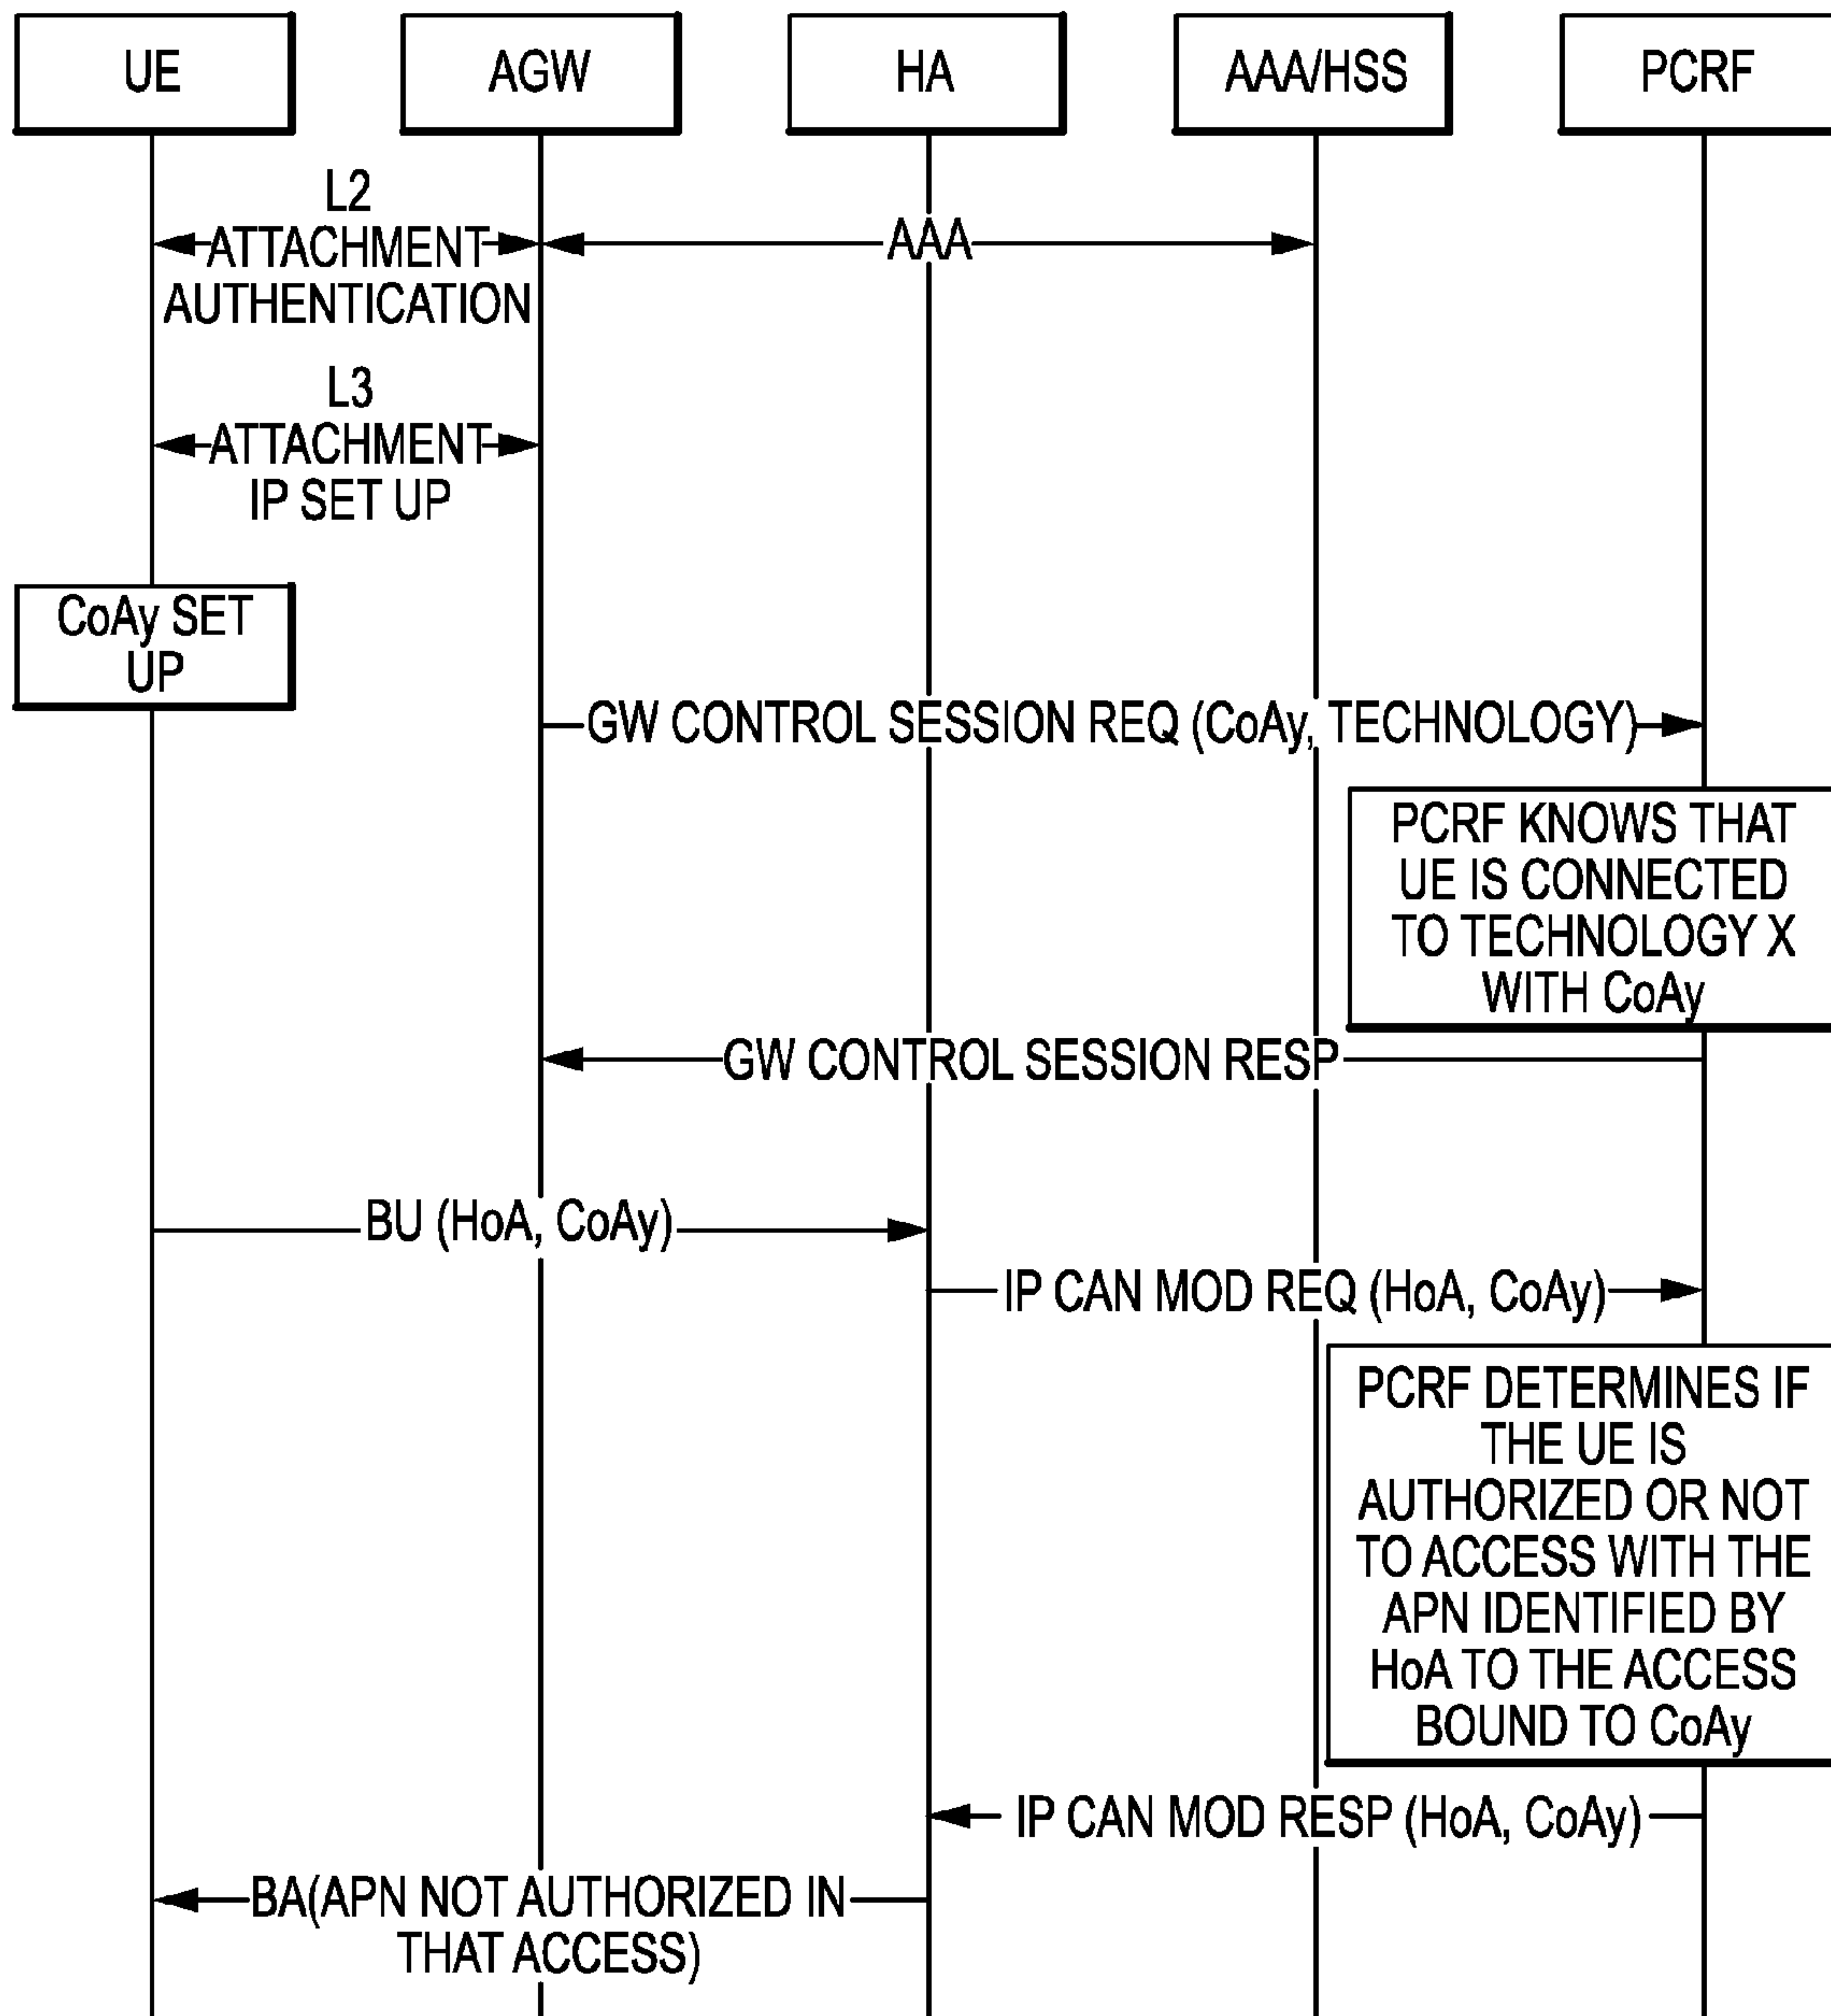 UE
AGW
HA
AAA/HSS
PCRF
L2
ATTACHMENT
AUTHENTICATION
AAA
L3
ATTACHMENT
IP SET UP
CoAy SET
UP
GW CONTROL SESSION REQ (CoAy, TECHNOLOGY)
PCRF KNOWS THAT
UE IS CONNECTED
TO TECHNOLOGY X
WITH CoAy
GW CONTROL SESSION RESP
BU (HoA, CoAy)
IP CAN MOD REQ (HoA, CoAy)
PCRF DETERMINES IF
THE UE IS
AUTHORIZED OR NOT
TO ACCESS WITH THE
APN IDENTIFIED BY
HoA TO THE ACCESS
BOUND TO CoAy
IP CAN MOD RESP (HoA, CoAy)
BA(APN NOT AUTHORIZED IN
THAT ACCESS)